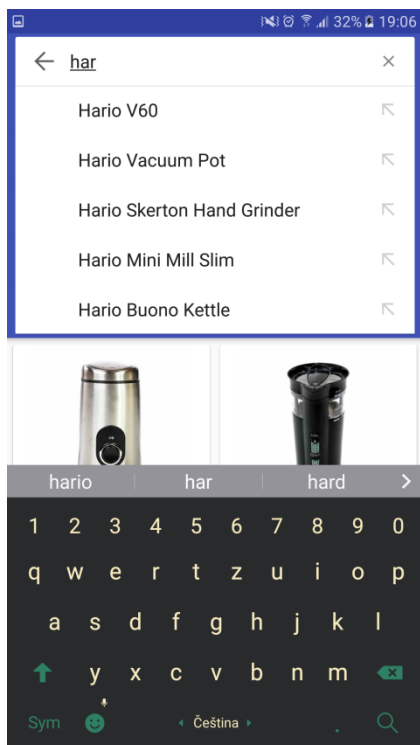 32% 19:06
har
Hario V60
Hario Vacuum Pot
Hario Skerton Hand Grinder
Hario Mini Mill Slim
Hario Buono Kettle
hario har hard
1 2 3 4 5 6 7 8 9 0
q w e r t z u i o p
a s d f g h j k l
y x c v b n m
Sym Čeština .